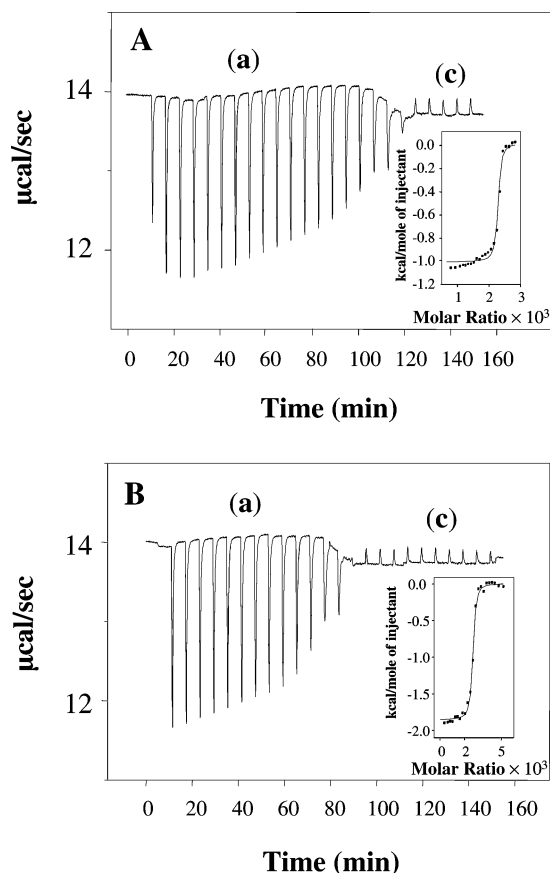 A
(a)
(c)
14
12
μcal/sec
0.0
-0.2
-0.4
-0.6
-0.8
-1.0
-1.2
kcal/mole of injectant
1 2 3
Molar Ratio × 10³
0 20 40 60 80 100 120 140 160
Time (min)
B
(a)
(c)
14
12
μcal/sec
0.0
-0.5
-1.0
-1.5
-2.0
kcal/mole of injectant
0 2 5
Molar Ratio × 10³
0 20 40 60 80 100 120 140 160
Time (min)